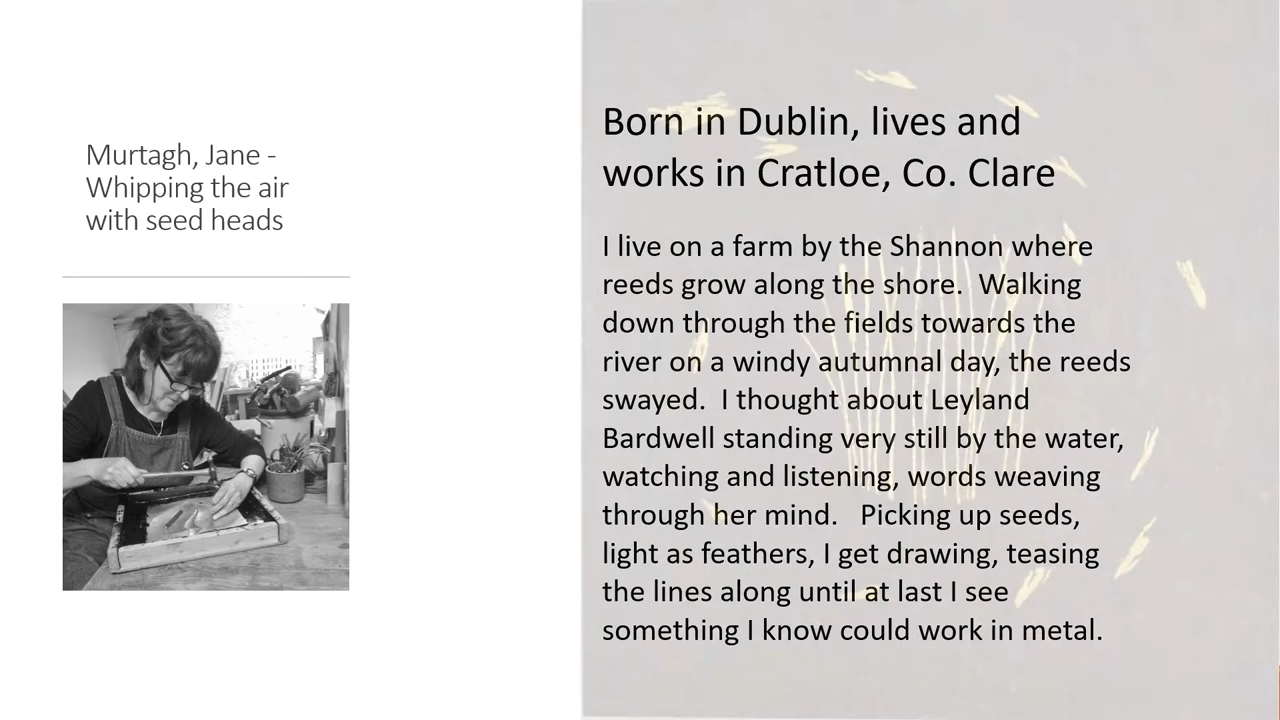 Murtagh, Jane -
Whipping the air
with seed heads
Born in Dublin, lives and
works in Cratloe, Co. Clare
I live on a farm by the Shannon where
reeds grow along the shore.  Walking
down through the fields towards the
river on a windy autumnal day, the reeds
swayed.  I thought about Leyland
Bardwell standing very still by the water,
watching and listening, words weaving
through her mind.   Picking up seeds,
light as feathers, I get drawing, teasing
the lines along until at last I see
something I know could work in metal.